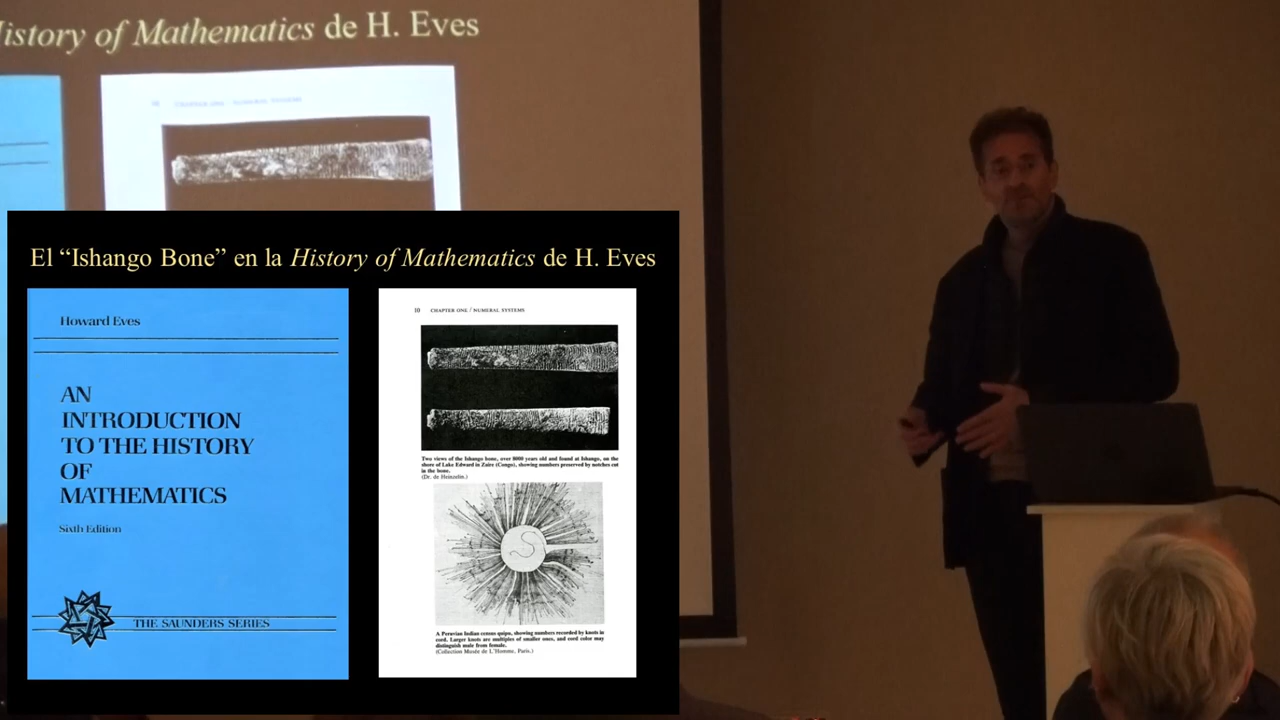 istory of Mathematics de H. Eves
El “Ishango Bone” en la History of Mathematics de H. Eves
Howard Eves
AN
INTRODUCTION
TO THE HISTORY
OF
MATHEMATICS
Sixth Edition
THE SAUNDERS SERIES
10 CHAPTER ONE / NUMERAL SYSTEMS
Two views of the Ishango bone, over 8000 years old and found at Ishango, on the
shore of Lake Edward in Zaire (Congo), showing numbers preserved by notches cut
in the bone.
(Dr. de Heinzelin.)
A Peruvian Indian census quipu, showing numbers recorded by knots in
cord. Larger knots are multiples of smaller ones, and cord color may
distinguish male from female.
(Collection Musée de L'Homme, Paris.)